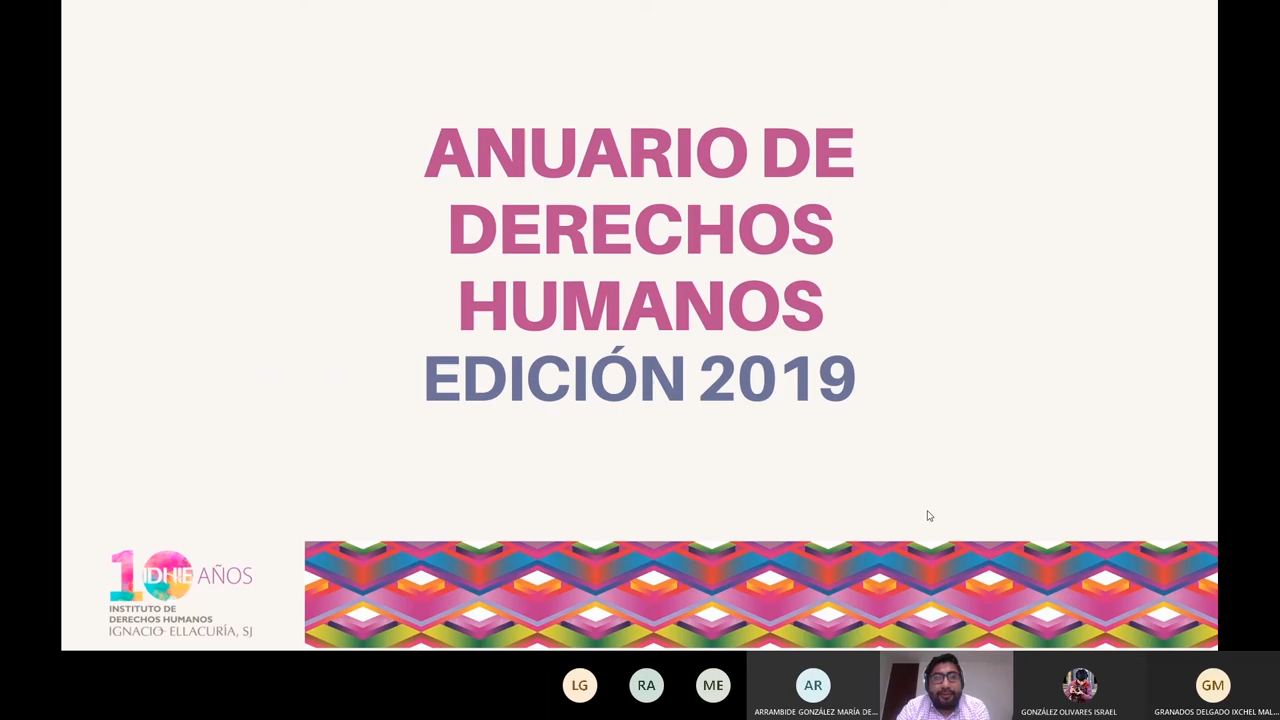 ANUARIO DE
DERECHOS
HUMANOS
EDICIÓN 2019
10 IDHIE AÑOS
INSTITUTO DE
DERECHOS HUMANOS
IGNACIO ELLACURÍA, SJ
LG
RA
ME
AR
ARRAMBIDE GONZÁLEZ MARÍA DE...
GONZÁLEZ OLIVARES ISRAEL
GM
GRANADOS DELGADO IXCHEL MAL...